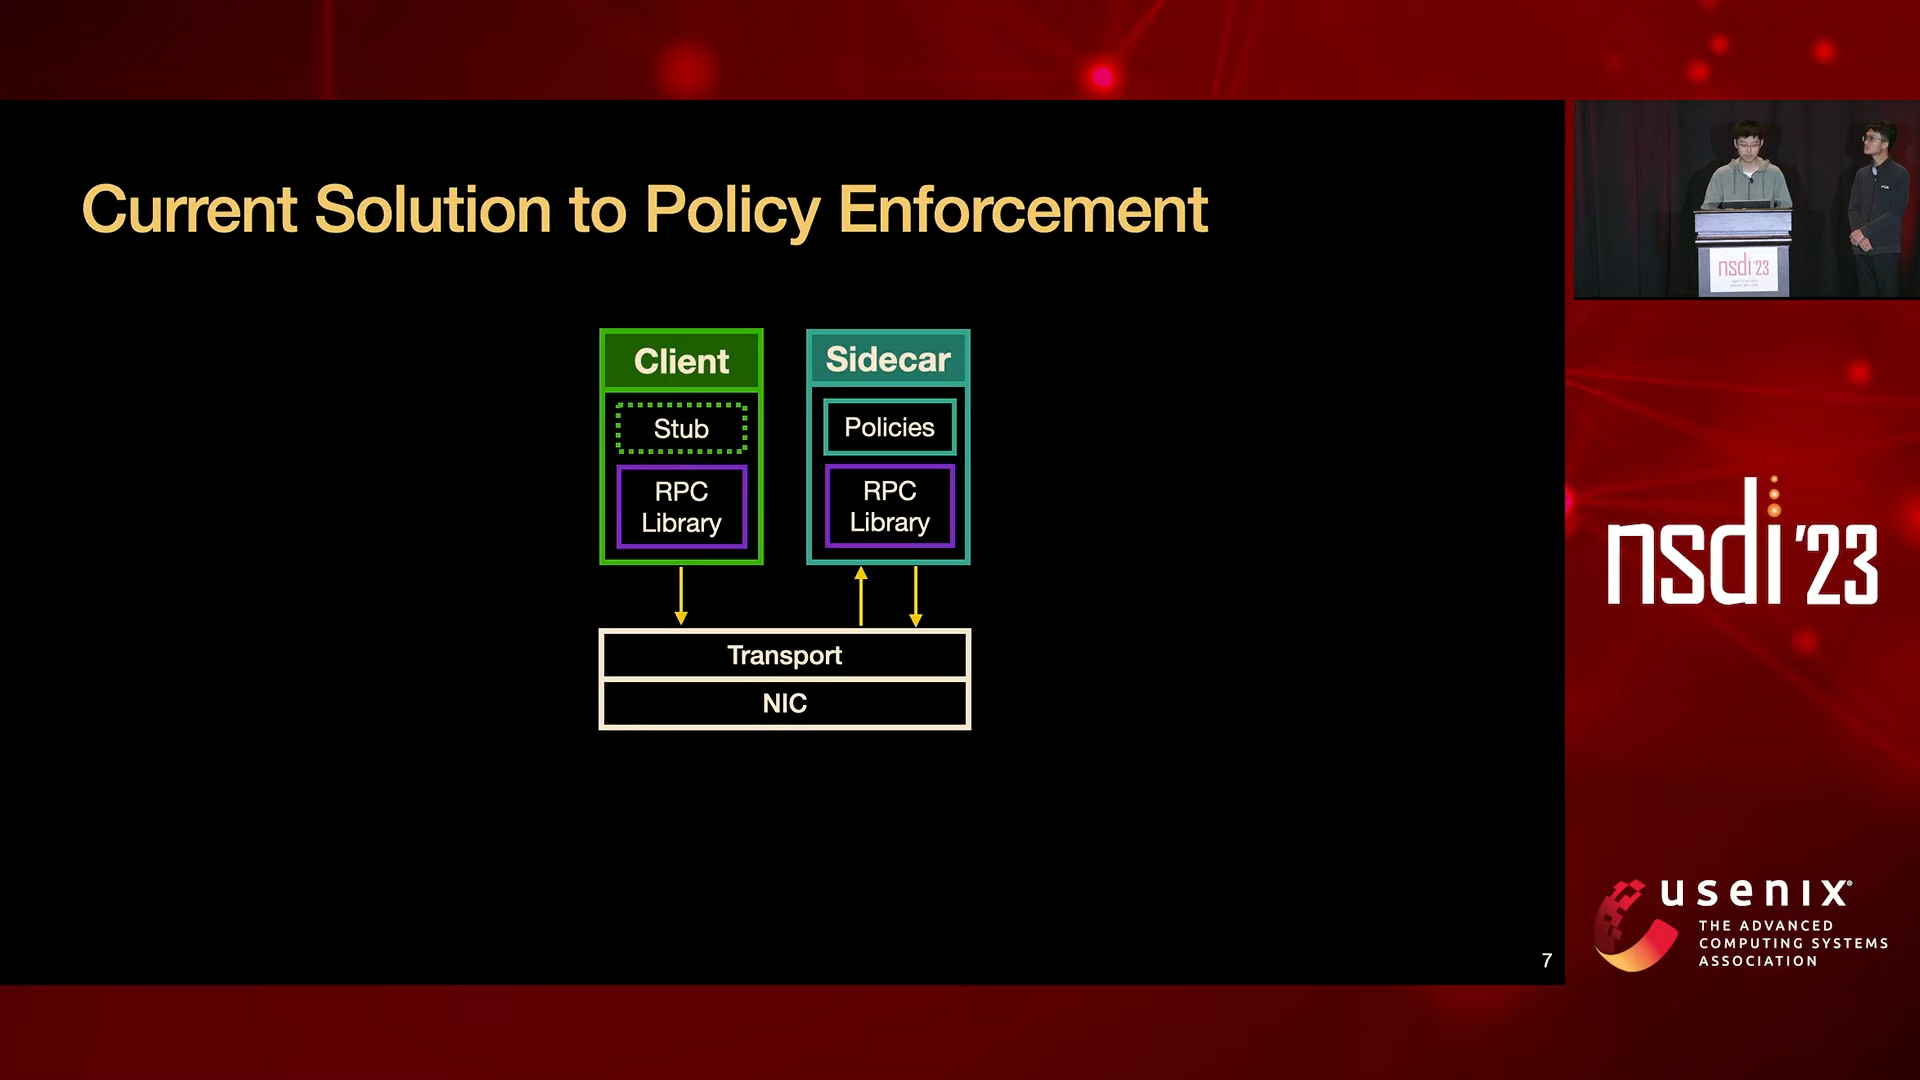 Current Solution to Policy Enforcement
Client
Stub
RPC
Library
Sidecar
Policies
RPC
Library
Transport
NIC
7
nsdi'23
nsdi'23
usenix®
THE ADVANCED
COMPUTING SYSTEMS
ASSOCIATION